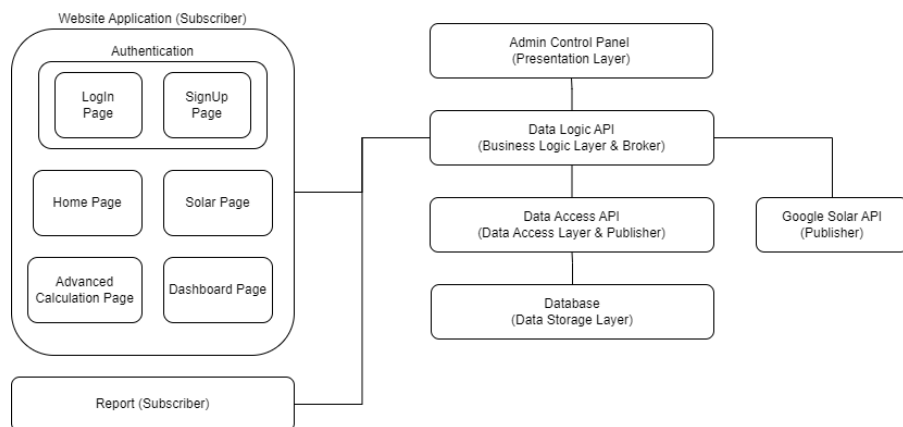 Website Application (Subscriber)
Authentication
LogIn
Page
SignUp
Page
Home Page
Solar Page
Advanced
Calculation Page
Dashboard Page
Report (Subscriber)
Admin Control Panel
(Presentation Layer)
Data Logic API
(Business Logic Layer & Broker)
Data Access API
(Data Access Layer & Publisher)
Database
(Data Storage Layer)
Google Solar API
(Publisher)